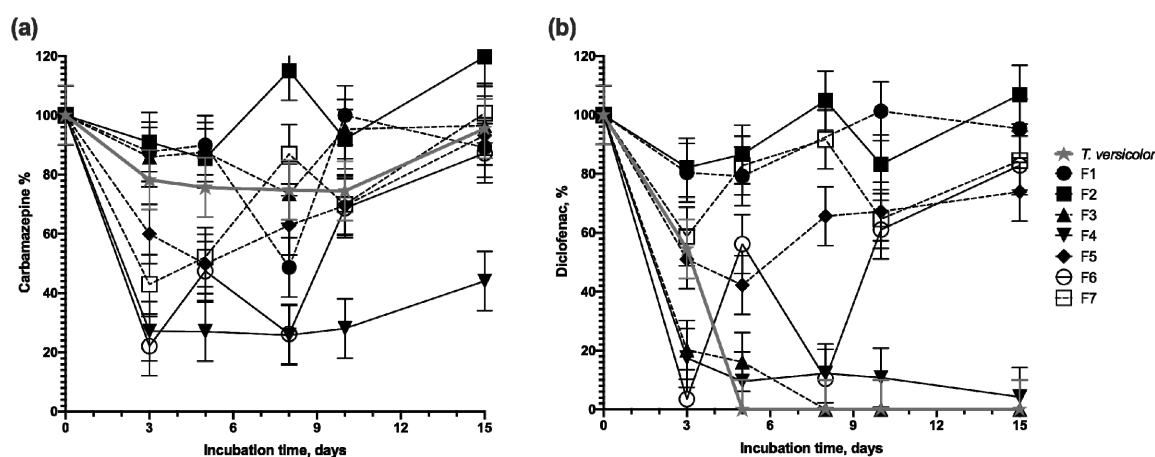 (a)
Carbamazepine %
120
100
80
60
40
20
0
0 3 6 9 12 15
Incubation time, days
(b)
Diclofenac, %
120
100
80
60
40
20
0
0 3 6 9 12 15
Incubation time, days
T. versicolor
F1
F2
F3
F4
F5
F6
F7